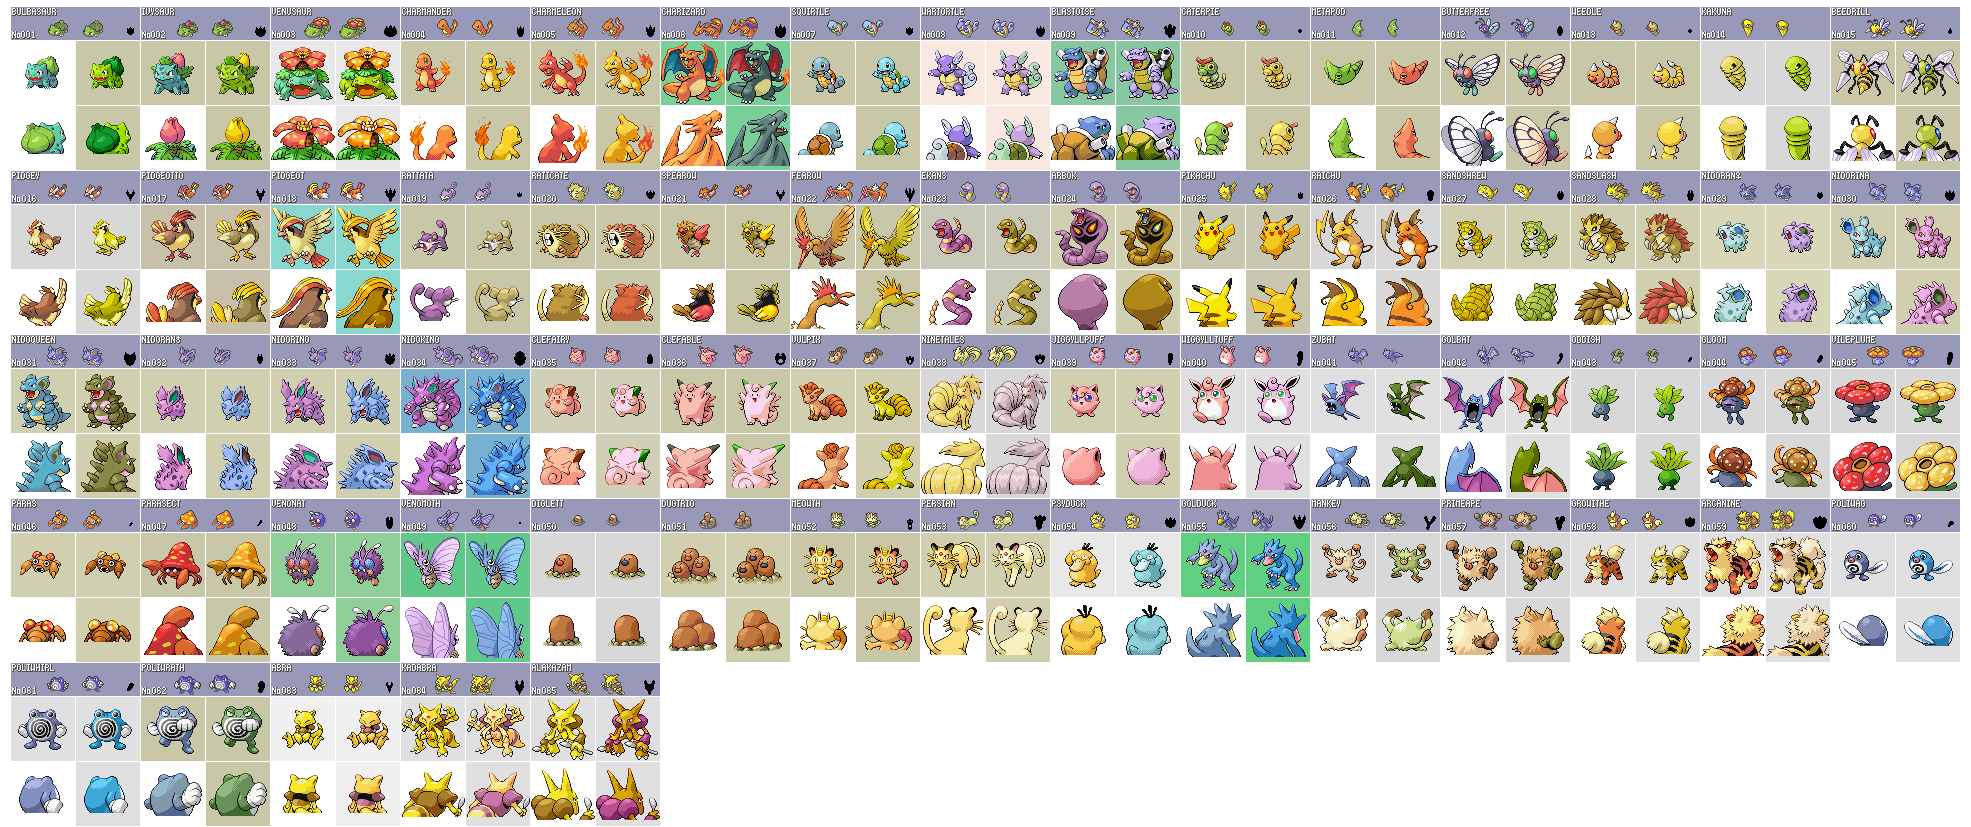 BULBASAUR IVYSAUR VENUSAUR CHARMANDER CHARMELEON CHARIZARD SQUIRTLE WARTORTLE BLASTOISE CATERPIE METAPOD BUTTERFREE WEEDLE KAKUNA BEEDRILL
No001 No002 No003 No004 No005 No006 No007 No008 No009 No010 No011 No012 No013 No014 No015
PIDGEY PIDGEOTTO PIDGEOT RATTATA RATICATE SPEAROW FEAROW EKANS ARBOK PIKACHU RAICHU SANDSHREW SANDSLASH NIDORAN♀ NIDORINA
No016 No017 No018 No019 No020 No021 No022 No023 No024 No025 No026 No027 No028 No029 No030
NIDOQUEEN NIDORAN♂ NIDORINO NIDOKING CLEFAIRY CLEFABLE VULPIX NINETALES JIGGYLLPUFF WIGGYLLTUFF ZUBAT GOLBAT ODDISH GLOOM VILEPLUME
No031 No032 No033 No034 No035 No036 No037 No038 No039 No040 No041 No042 No043 No044 No045
PARAS PARASECT VENONAT VENOMOTH DIGLETT DUGTRIO MEOWTH PERSIAN PSYDUCK GOLDUCK MANKEY PRIMEAPE GROWITHE ARCANINE POLIWAG
No046 No047 No048 No049 No050 No051 No052 No053 No054 No055 No056 No057 No058 No059 No060
POLIWHIRL POLIWRATH ABRA KADABRA ALAKAZAM
No061 No062 No063 No064 No065